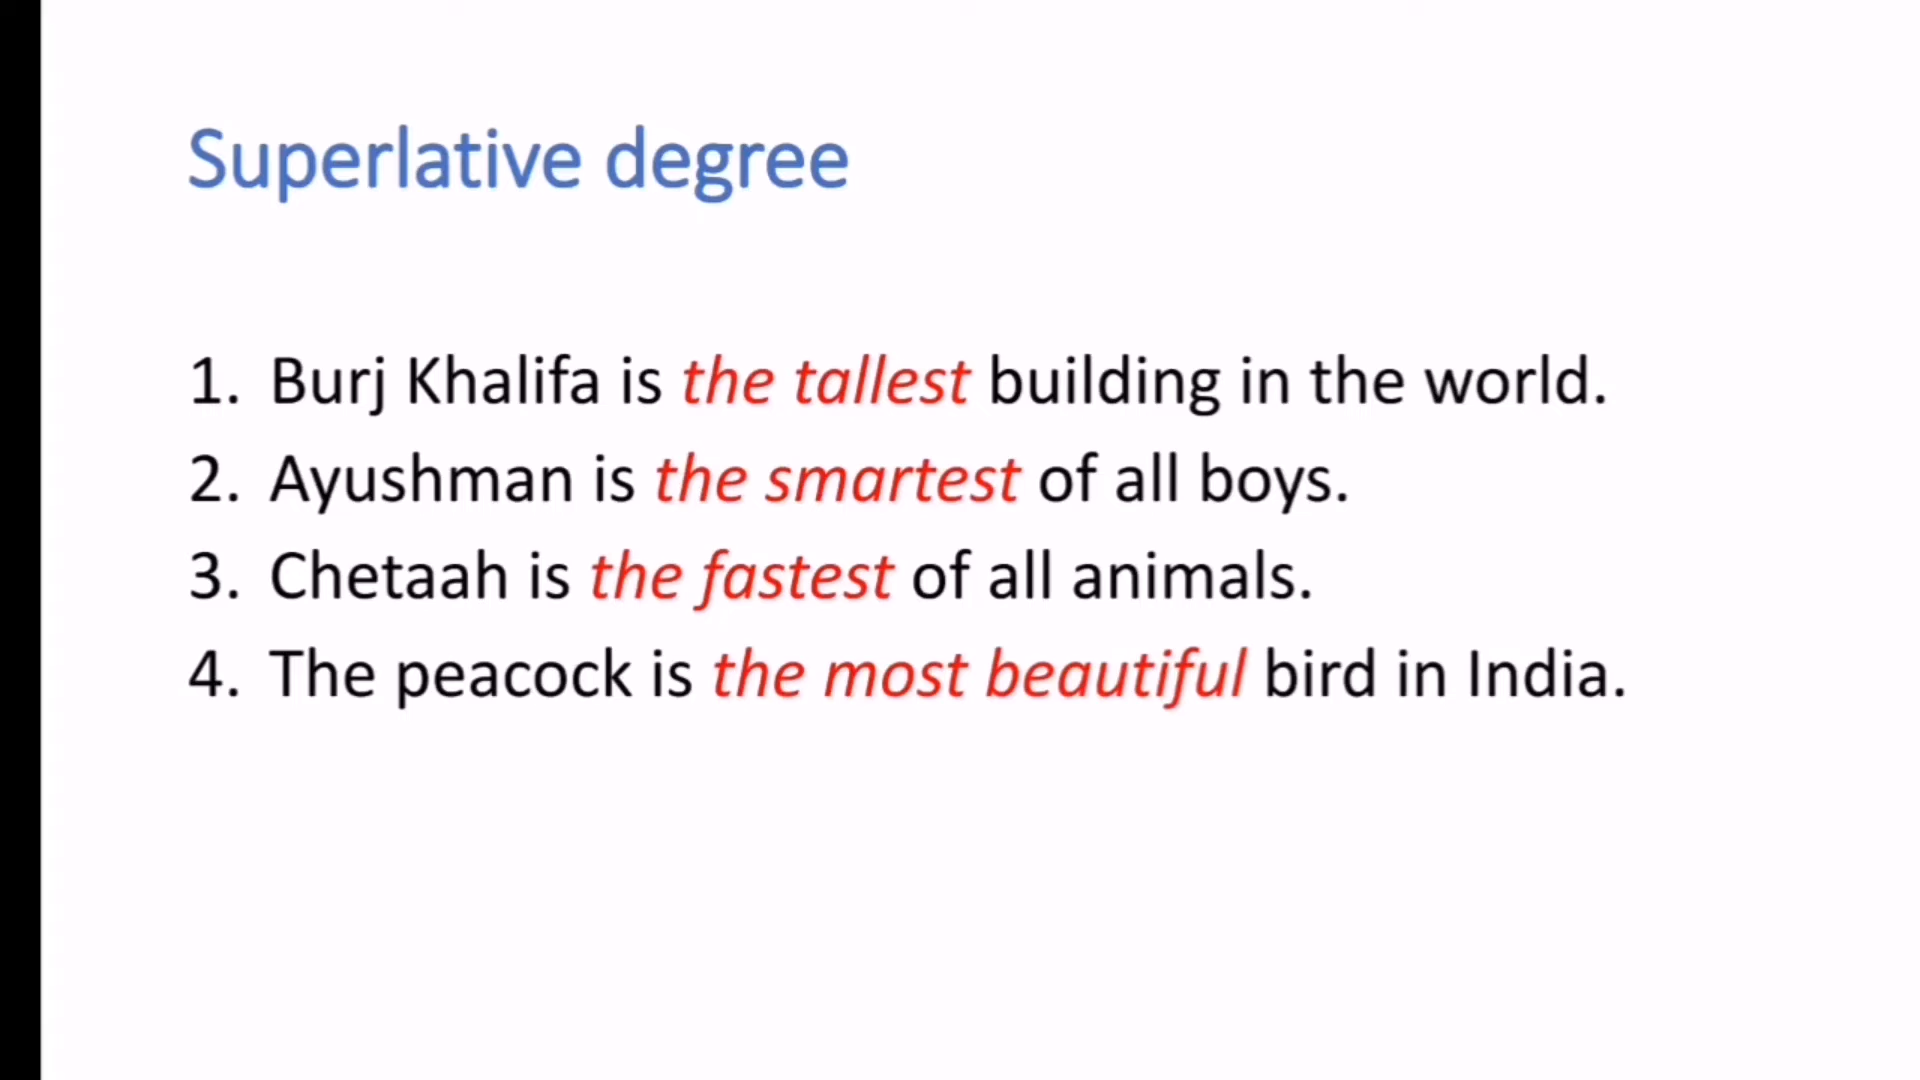 Superlative degree
1. Burj Khalifa is the tallest building in the world.
2. Ayushman is the smartest of all boys.
3. Chetaah is the fastest of all animals.
4. The peacock is the most beautiful bird in India.